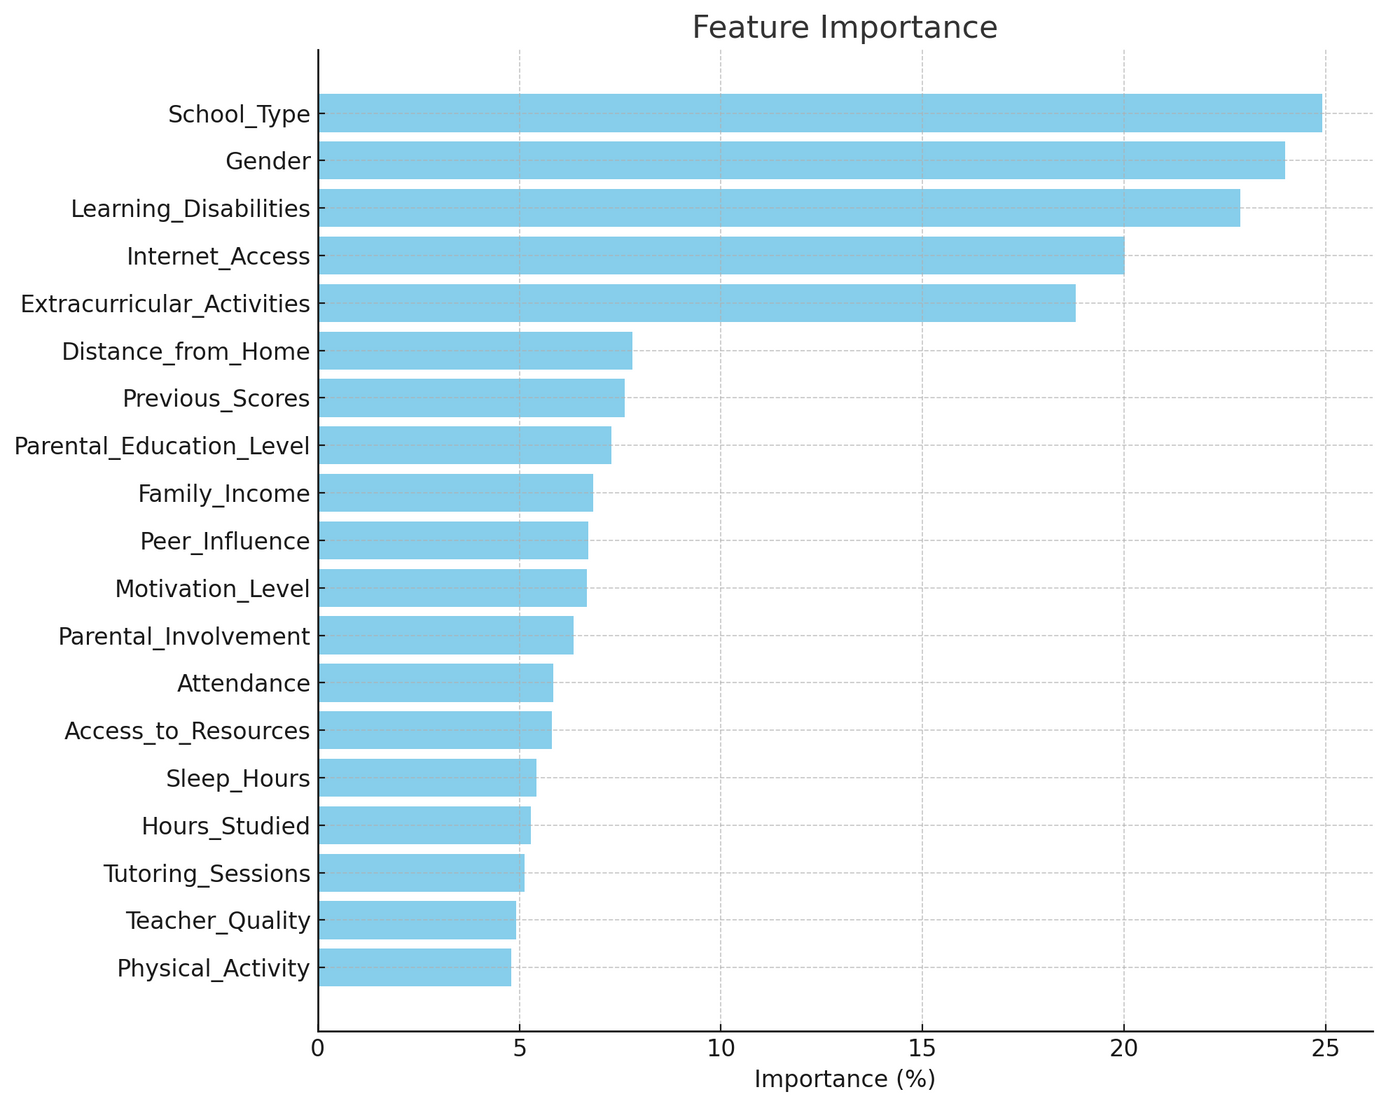 Feature Importance
School_Type
Gender
Learning_Disabilities
Internet_Access
Extracurricular_Activities
Distance_from_Home
Previous_Scores
Parental_Education_Level
Family_Income
Peer_Influence
Motivation_Level
Parental_Involvement
Attendance
Access_to_Resources
Sleep_Hours
Hours_Studied
Tutoring_Sessions
Teacher_Quality
Physical_Activity
0 5 10 15 20 25
Importance (%)